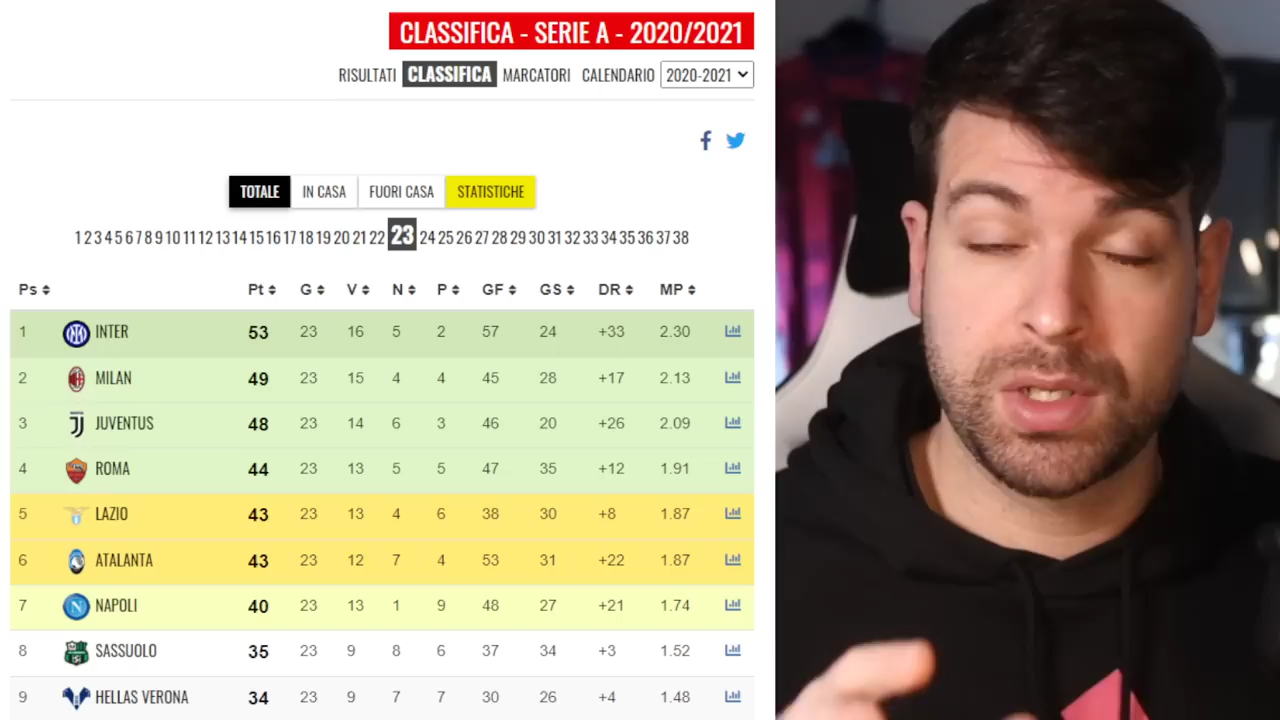 CLASSIFICA - SERIE A - 2020/2021
RISULTATI CLASSIFICA MARCATORI CALENDARIO 2020-2021
TOTALE IN CASA FUORI CASA STATISTICHE
1 2 3 4 5 6 7 8 9 10 11 12 13 14 15 16 17 18 19 20 21 22 23 24 25 26 27 28 29 30 31 32 33 34 35 36 37 38
Ps Pt G V N P GF GS DR MP
1 INTER 53 23 16 5 2 57 24 +33 2.30
2 MILAN 49 23 15 4 4 45 28 +17 2.13
3 JUVENTUS 48 23 14 6 3 46 20 +26 2.09
4 ROMA 44 23 13 5 5 47 35 +12 1.91
5 LAZIO 43 23 13 4 6 38 30 +8 1.87
6 ATALANTA 43 23 12 7 4 53 31 +22 1.87
7 NAPOLI 40 23 13 1 9 48 27 +21 1.74
8 SASSUOLO 35 23 9 8 6 37 34 +3 1.52
9 HELLAS VERONA 34 23 9 7 7 30 26 +4 1.48